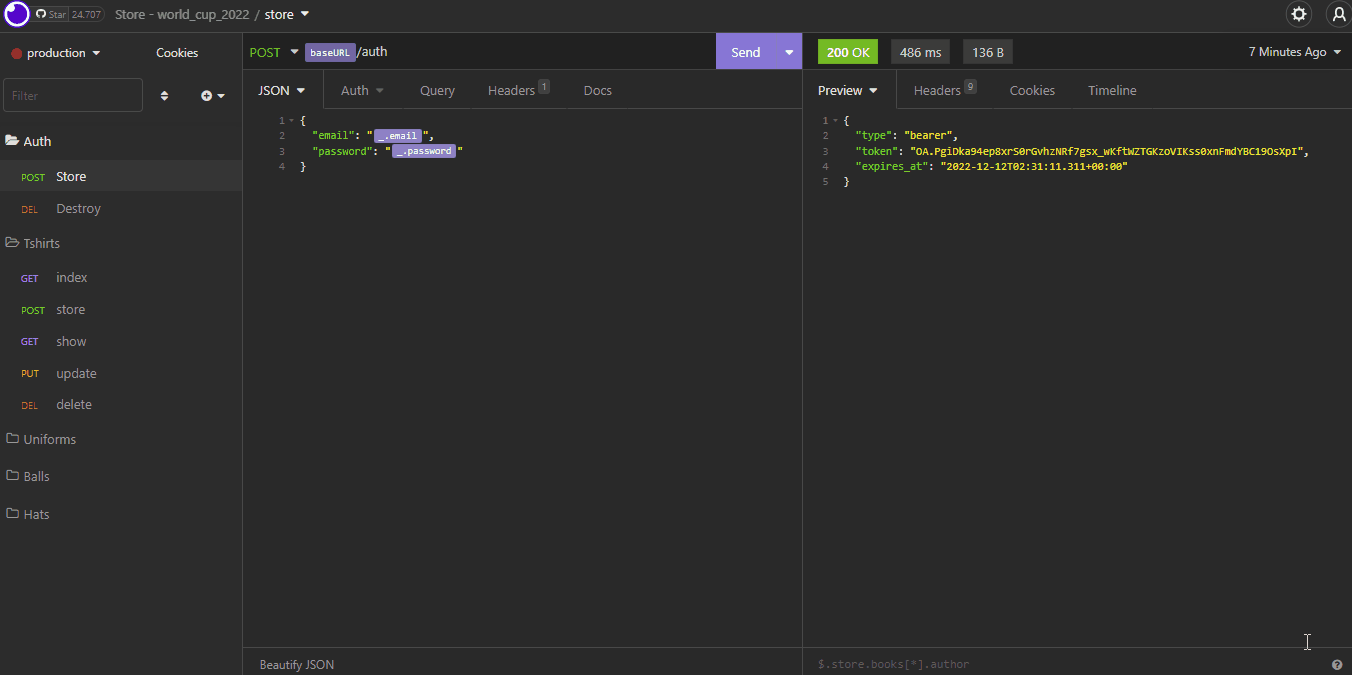 Star 24.707 Store - world_cup_2022 / store
production Cookies
Filter
Auth
POST Store
DEL Destroy
Tshirts
GET index
POST store
GET show
PUT update
DEL delete
Uniforms
Balls
Hats
POST baseURL/auth Send
JSON Auth Query Headers 1 Docs
1 {
2 "email": " _.email ",
3 "password": " _.password "
4 }
Beautify JSON
200 OK 486 ms 136 B 7 Minutes Ago
Preview Headers 9 Cookies Timeline
1 {
2 "type": "bearer",
3 "token": "OA.PgiDka94ep8xrS0rGvhzNRf7gsx_wKftWZTGKzoVIKss0xnFmdYBC19OsXpI",
4 "expires_at": "2022-12-12T02:31:11.311+00:00"
5 }
$.store.books[*].author